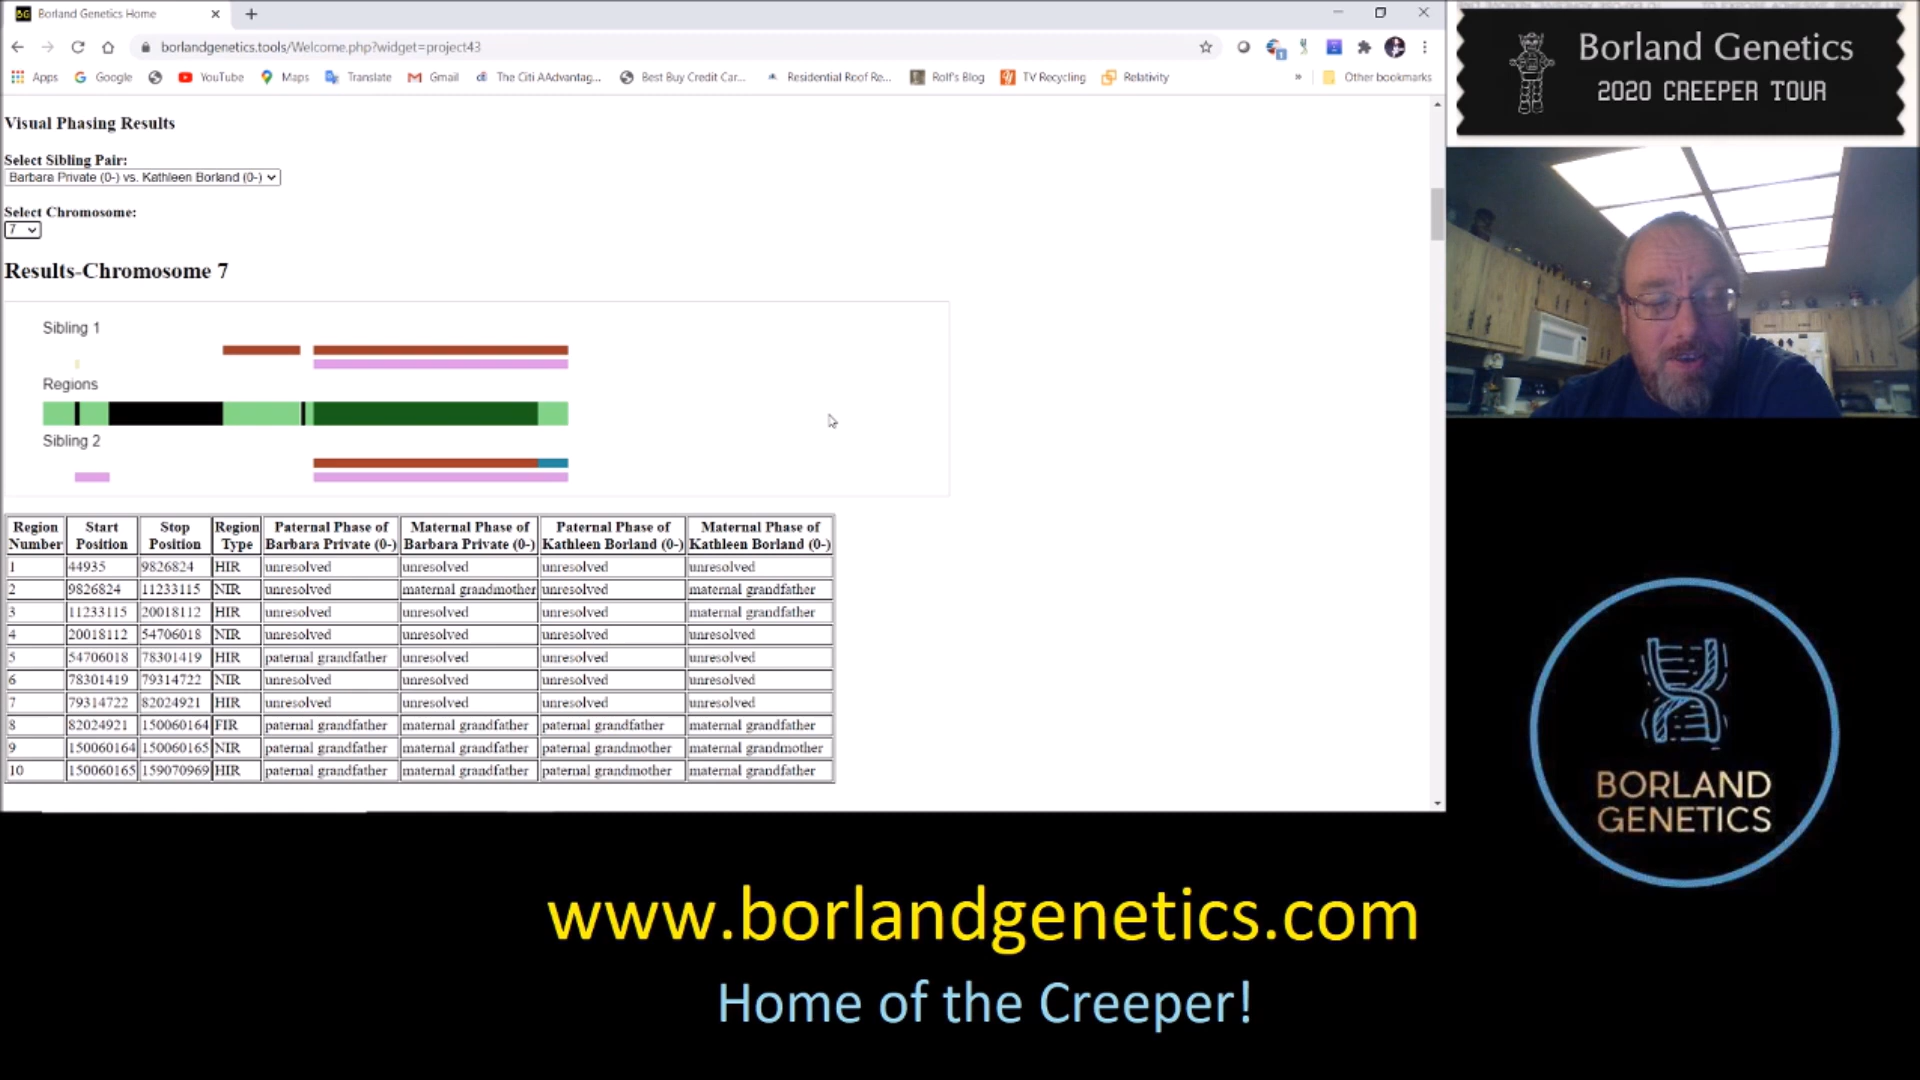 Borland Genetics Home
borlandgenetics.tools/Welcome.php?widget=project43
Apps Google YouTube Maps Translate Gmail The Citi AAdvantag... Best Buy Credit Car... Residential Roof Re... Rolf's Blog TV Recycling Relativity » Other bookmarks
Visual Phasing Results
Select Sibling Pair:
Barbara Private (0-) vs. Kathleen Borland (0-)
Select Chromosome:
7
Results-Chromosome 7
Sibling 1
Regions
Sibling 2
Region Number Start Position Stop Position Region Type Paternal Phase of Barbara Private (0-) Maternal Phase of Barbara Private (0-) Paternal Phase of Kathleen Borland (0-) Maternal Phase of Kathleen Borland (0-)
1 44935 9826824 HIR unresolved unresolved unresolved unresolved
2 9826824 11233115 NIR unresolved maternal grandmother unresolved maternal grandfather
3 11233115 20018112 HIR unresolved unresolved unresolved maternal grandfather
4 20018112 54706018 NIR unresolved unresolved unresolved unresolved
5 54706018 78301419 HIR paternal grandfather unresolved unresolved unresolved
6 78301419 79314722 NIR unresolved unresolved unresolved unresolved
7 79314722 82024921 HIR unresolved unresolved unresolved unresolved
8 82024921 150060164 FIR paternal grandfather maternal grandfather paternal grandfather maternal grandfather
9 150060164 150060165 NIR paternal grandfather maternal grandfather paternal grandmother maternal grandmother
10 150060165 159070969 HIR paternal grandfather maternal grandfather paternal grandmother maternal grandfather
Borland Genetics
2020 CREEPER TOUR
BORLAND
GENETICS
www.borlandgenetics.com
Home of the Creeper!